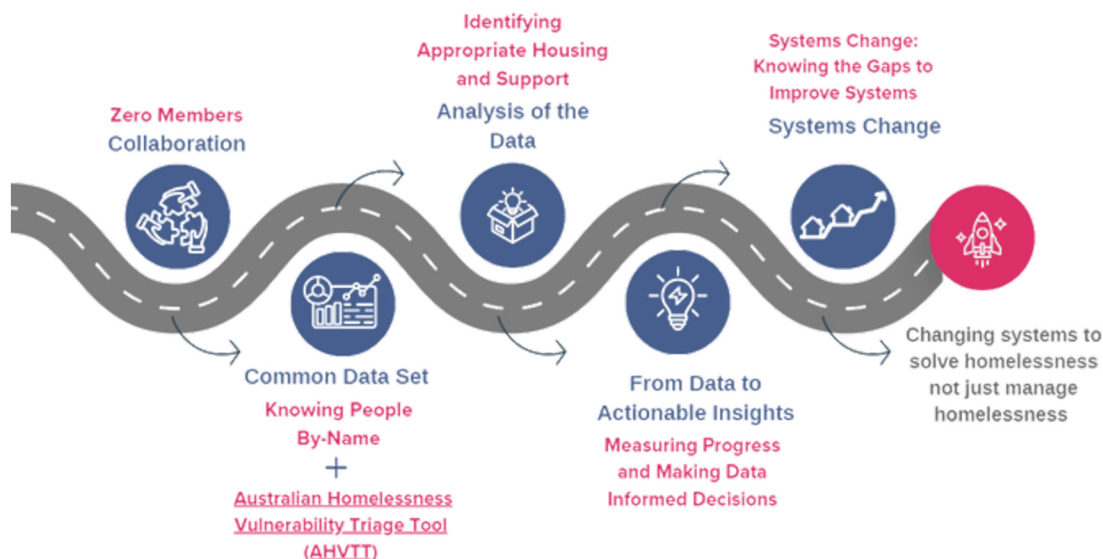 Zero Members
Collaboration
Common Data Set
Knowing People
By-Name
+
Australian Homelessness
Vulnerability Triage Tool
(AHVTT)
Identifying
Appropriate Housing
and Support
Analysis of the
Data
From Data to
Actionable Insights
Measuring Progress
and Making Data
Informed Decisions
Systems Change:
Knowing the Gaps to
Improve Systems
Systems Change
Changing systems to
solve homelessness
not just manage
homelessness